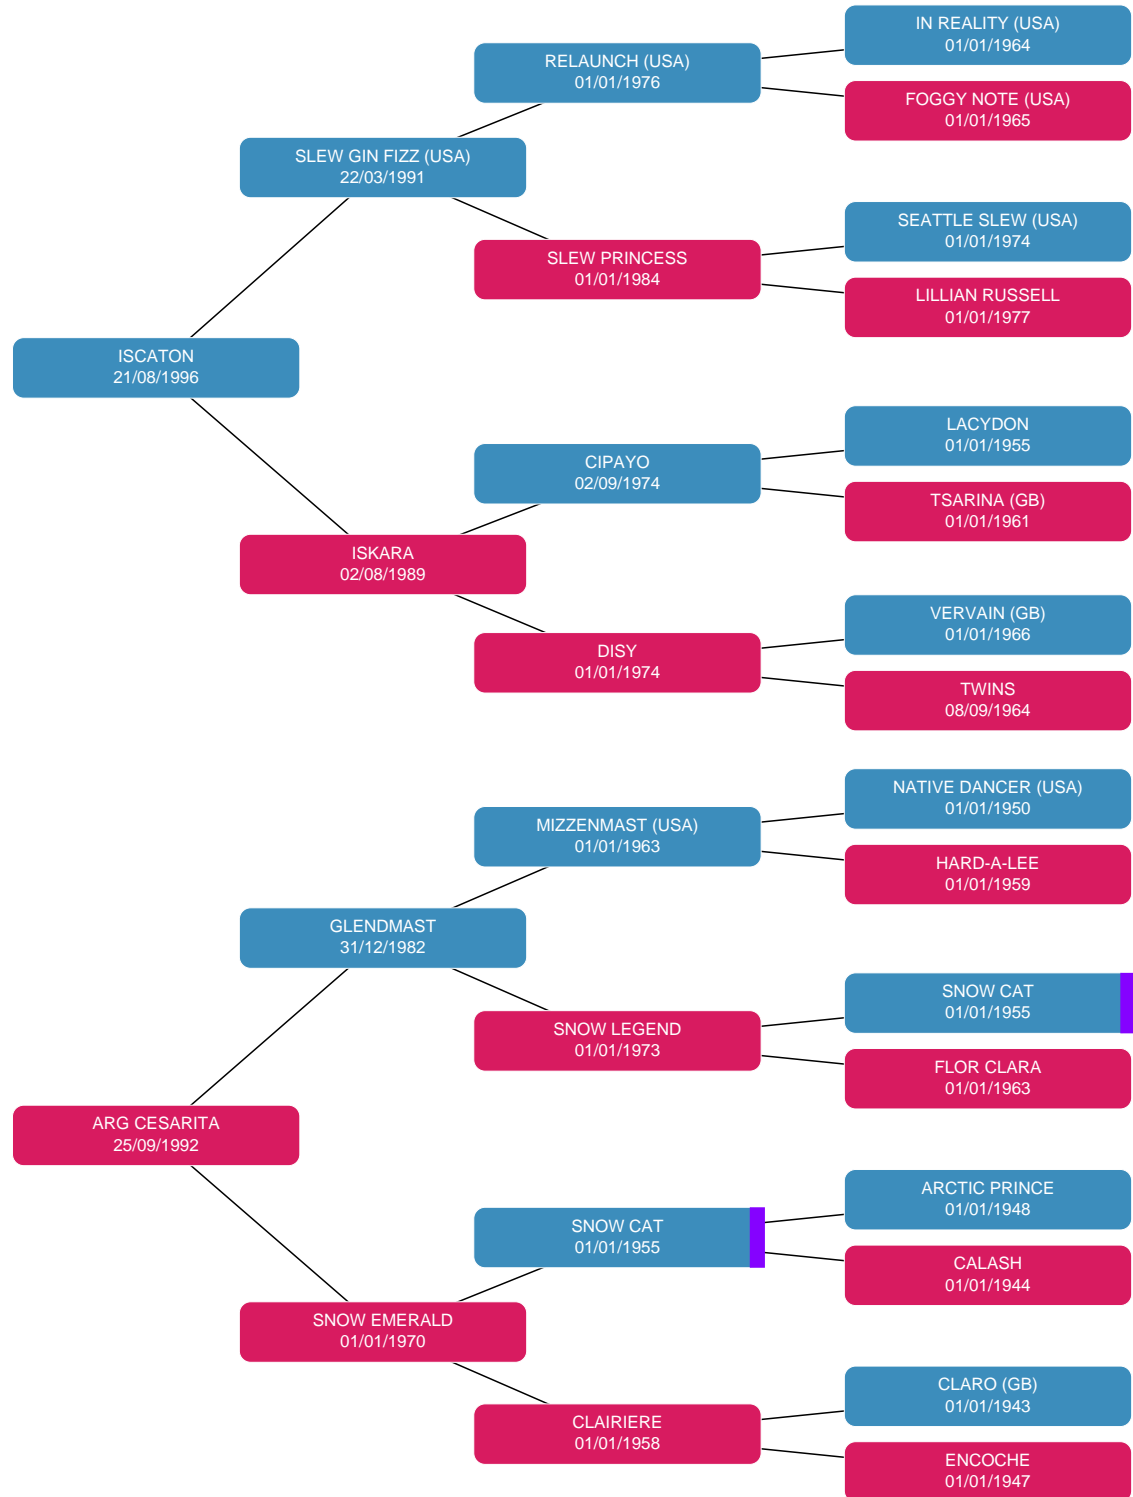 IN REALITY (USA)
01/01/1964
RELAUNCH (USA)
01/01/1976
FOGGY NOTE (USA)
01/01/1965
SLEW GIN FIZZ (USA)
22/03/1991
SEATTLE SLEW (USA)
01/01/1974
SLEW PRINCESS
01/01/1984
LILLIAN RUSSELL
01/01/1977
ISCATON
21/08/1996
LACYDON
01/01/1955
CIPAYO
02/09/1974
TSARINA (GB)
01/01/1961
ISKARA
02/08/1989
VERVAIN (GB)
01/01/1966
DISY
01/01/1974
TWINS
08/09/1964
NATIVE DANCER (USA)
01/01/1950
MIZZENMAST (USA)
01/01/1963
HARD-A-LEE
01/01/1959
GLENDMAST
31/12/1982
SNOW CAT
01/01/1955
SNOW LEGEND
01/01/1973
FLOR CLARA
01/01/1963
ARG CESARITA
25/09/1992
ARCTIC PRINCE
01/01/1948
SNOW CAT
01/01/1955
CALASH
01/01/1944
SNOW EMERALD
01/01/1970
CLARO (GB)
01/01/1943
CLAIRIERE
01/01/1958
ENCOCHE
01/01/1947